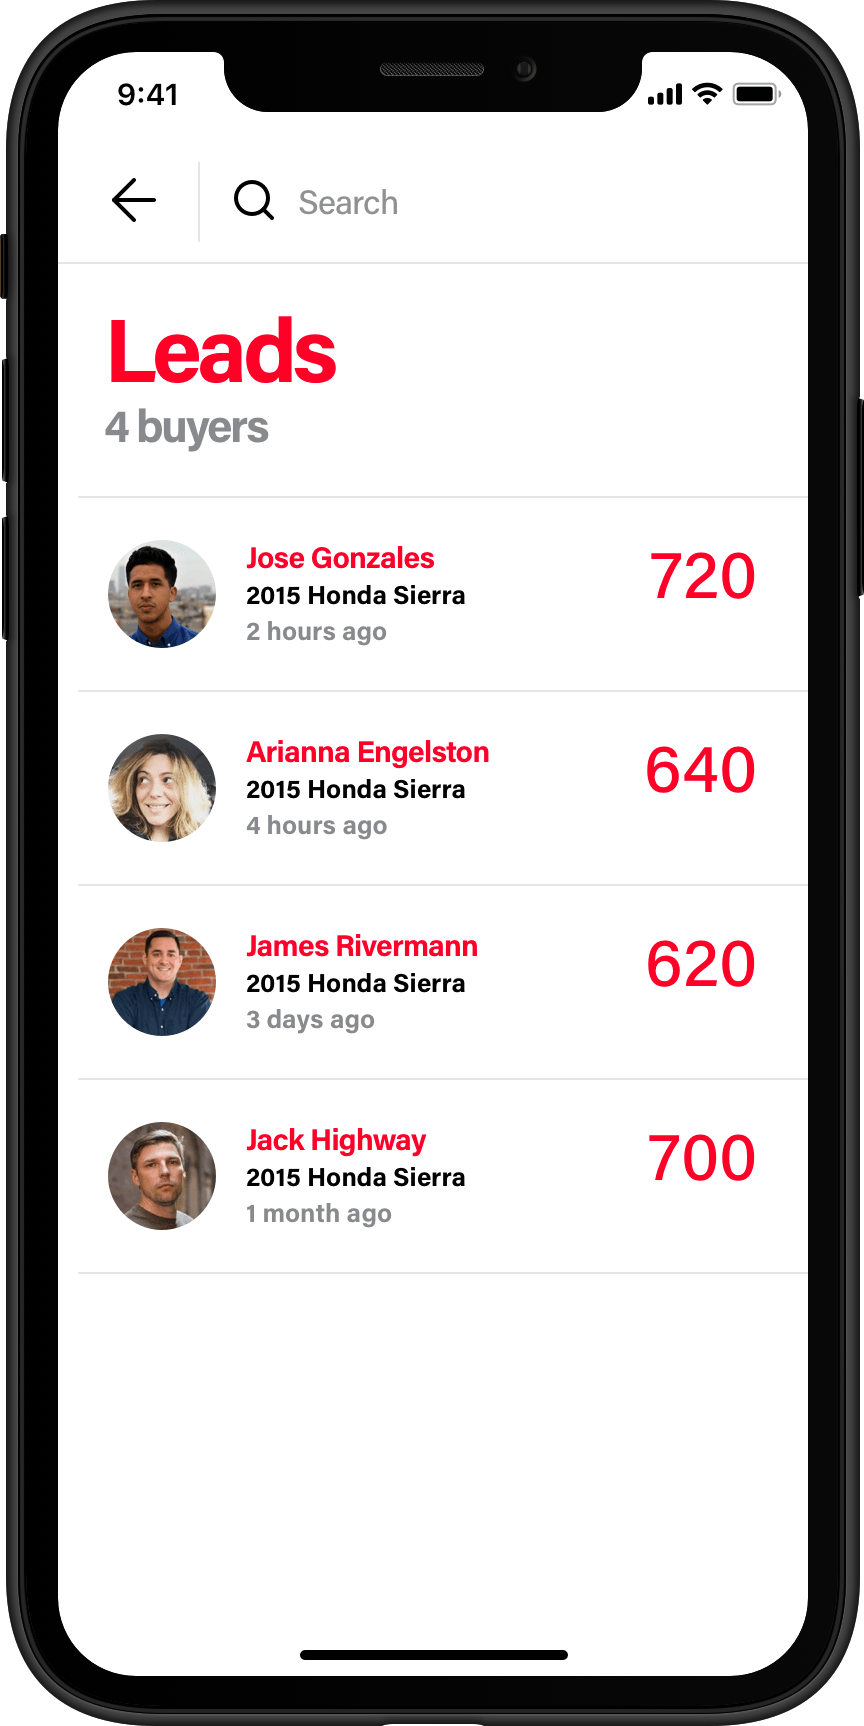 9:41
Search
Leads
4 buyers
Jose Gonzales
720
2015 Honda Sierra
2 hours ago
Arianna Engelston
640
2015 Honda Sierra
4 hours ago
James Rivermann
620
2015 Honda Sierra
3 days ago
Jack Highway
700
2015 Honda Sierra
1 month ago